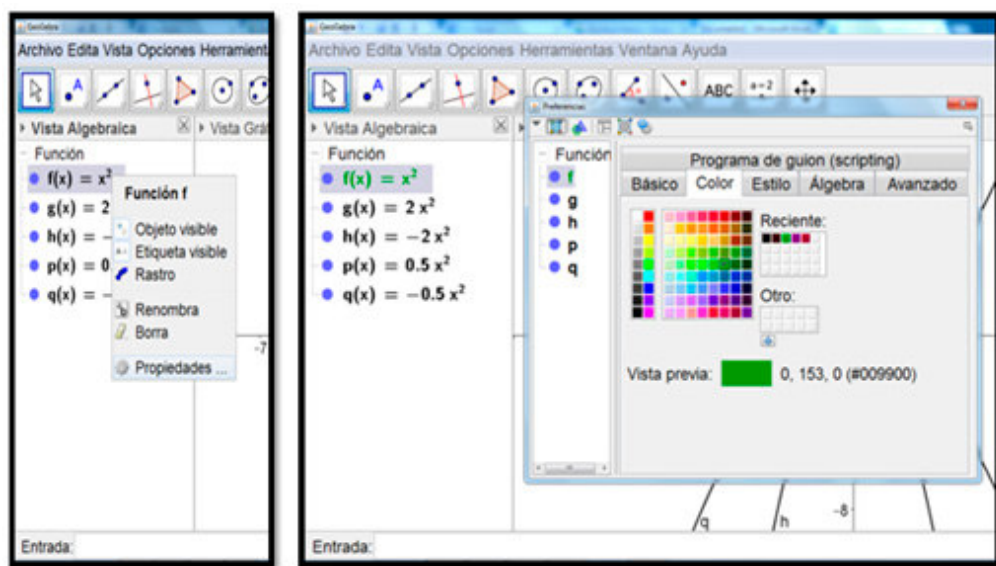 GeoGebra
Archivo Edita Vista Opciones Herramient
Vista Algebraica
Vista Grá
Función
f(x) = x²
g(x) = 2
h(x) = –
p(x) = 0
q(x) = –
Función f
Objeto visible
Etiqueta visible
Rastro
Renombra
Borra
Propiedades ...
-7
Entrada:
GeoGebra
Archivo Edita Vista Opciones Herramientas Ventana Ayuda
ABC
a=2
Vista Algebraica
Función
f(x) = x²
g(x) = 2 x²
h(x) = −2 x²
p(x) = 0.5 x²
q(x) = −0.5 x²
Preferencias
Función
f
g
h
p
q
Programa de guion (scripting)
Básico Color Estilo Álgebra Avanzado
Reciente:
Otro:
Vista previa: 0, 153, 0 (#009900)
q
h
-8
Entrada: